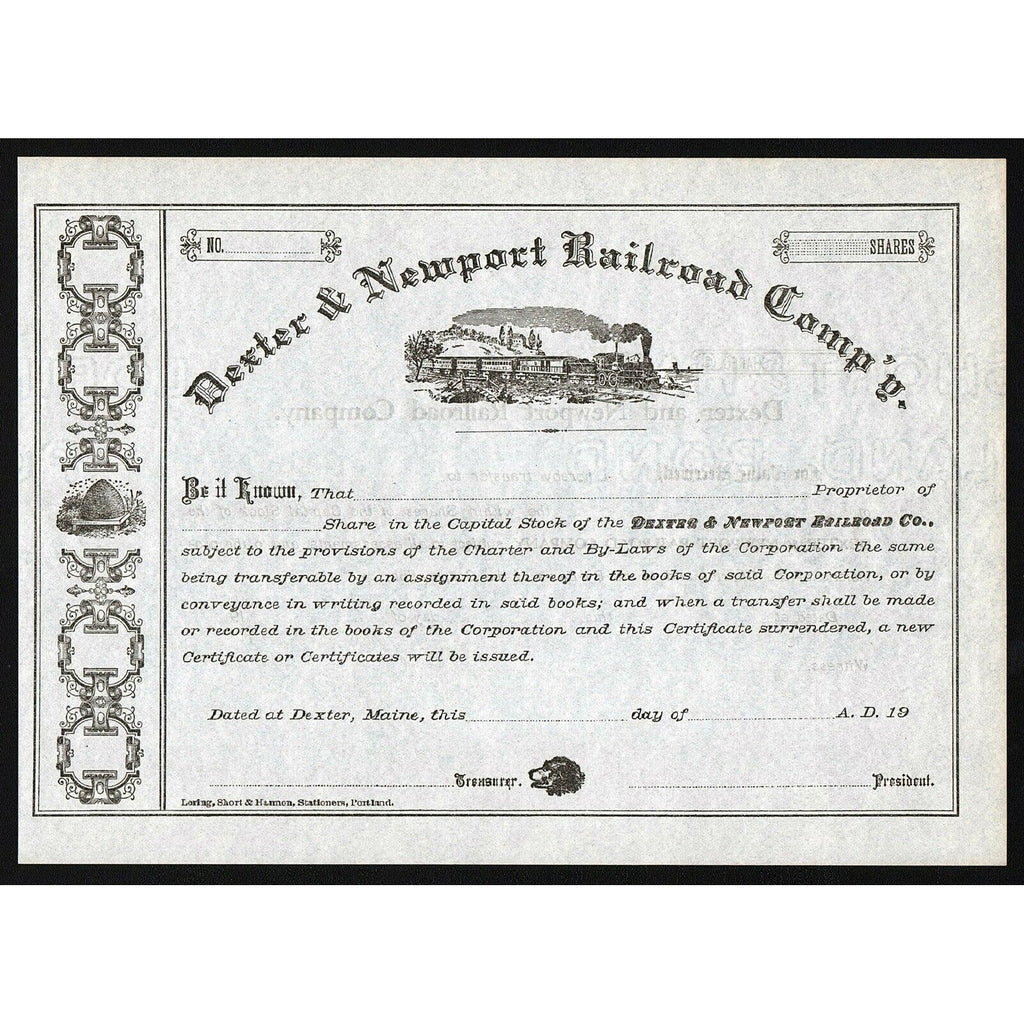 NO.
SHARES
Dexter & Newport Railroad Comp'y.
Dexter and Newport Railroad Company.
Be it Known, That Proprietor of
Share in the Capital Stock of the DEXTER & NEWPORT RAILROAD CO.,
subject to the provisions of the Charter and By-Laws of the Corporation the same
being transferable by an assignment thereof in the books of said Corporation, or by
conveyance in writing recorded in said books; and when a transfer shall be made
or recorded in the books of the Corporation and this Certificate surrendered, a new
Certificate or Certificates will be issued.
Dated at Dexter, Maine, this day of A. D. 19
Treasurer. President.
Loring, Short & Harmon, Stationers, Portland.